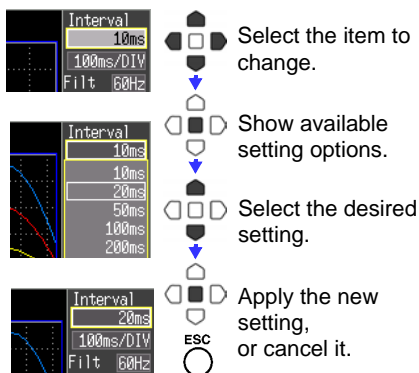 Interval
10ms
100ms/DIV
Filt 60Hz
Select the item to
change.
Interval
10ms
10ms
20ms
50ms
100ms
200ms
Show available
setting options.
Select the desired
setting.
Interval
20ms
100ms/DIV
Filt 60Hz
ESC
Apply the new
setting,
or cancel it.